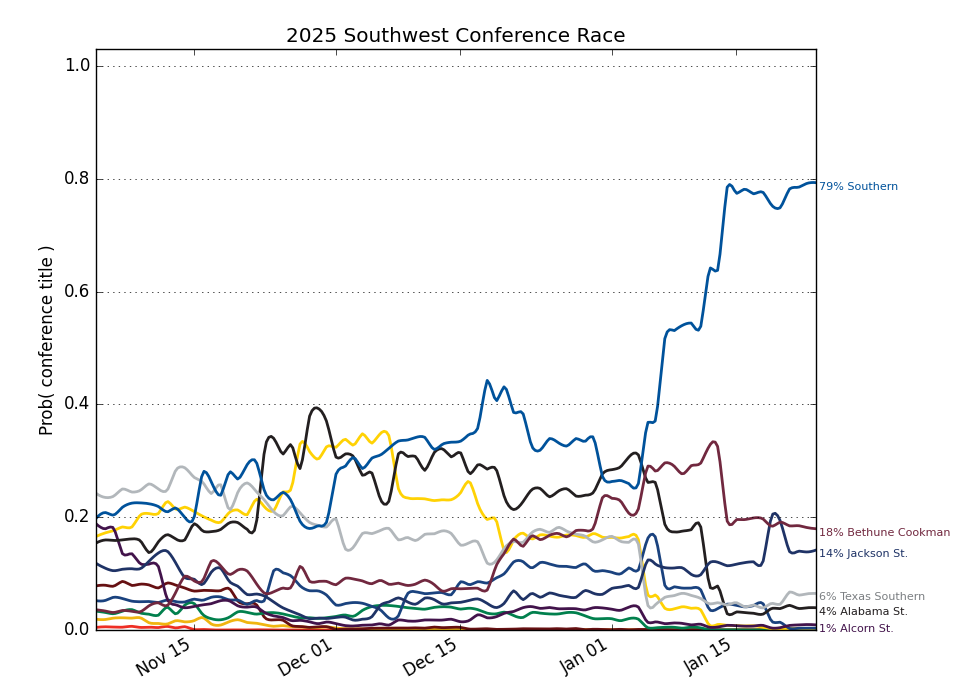 2025 Southwest Conference Race
1.0
0.8
0.6
0.4
0.2
0.0
Prob( conference title )
79% Southern
18% Bethune Cookman
14% Jackson St.
6% Texas Southern
4% Alabama St.
1% Alcorn St.
Nov 15
Dec 01
Dec 15
Jan 01
Jan 15